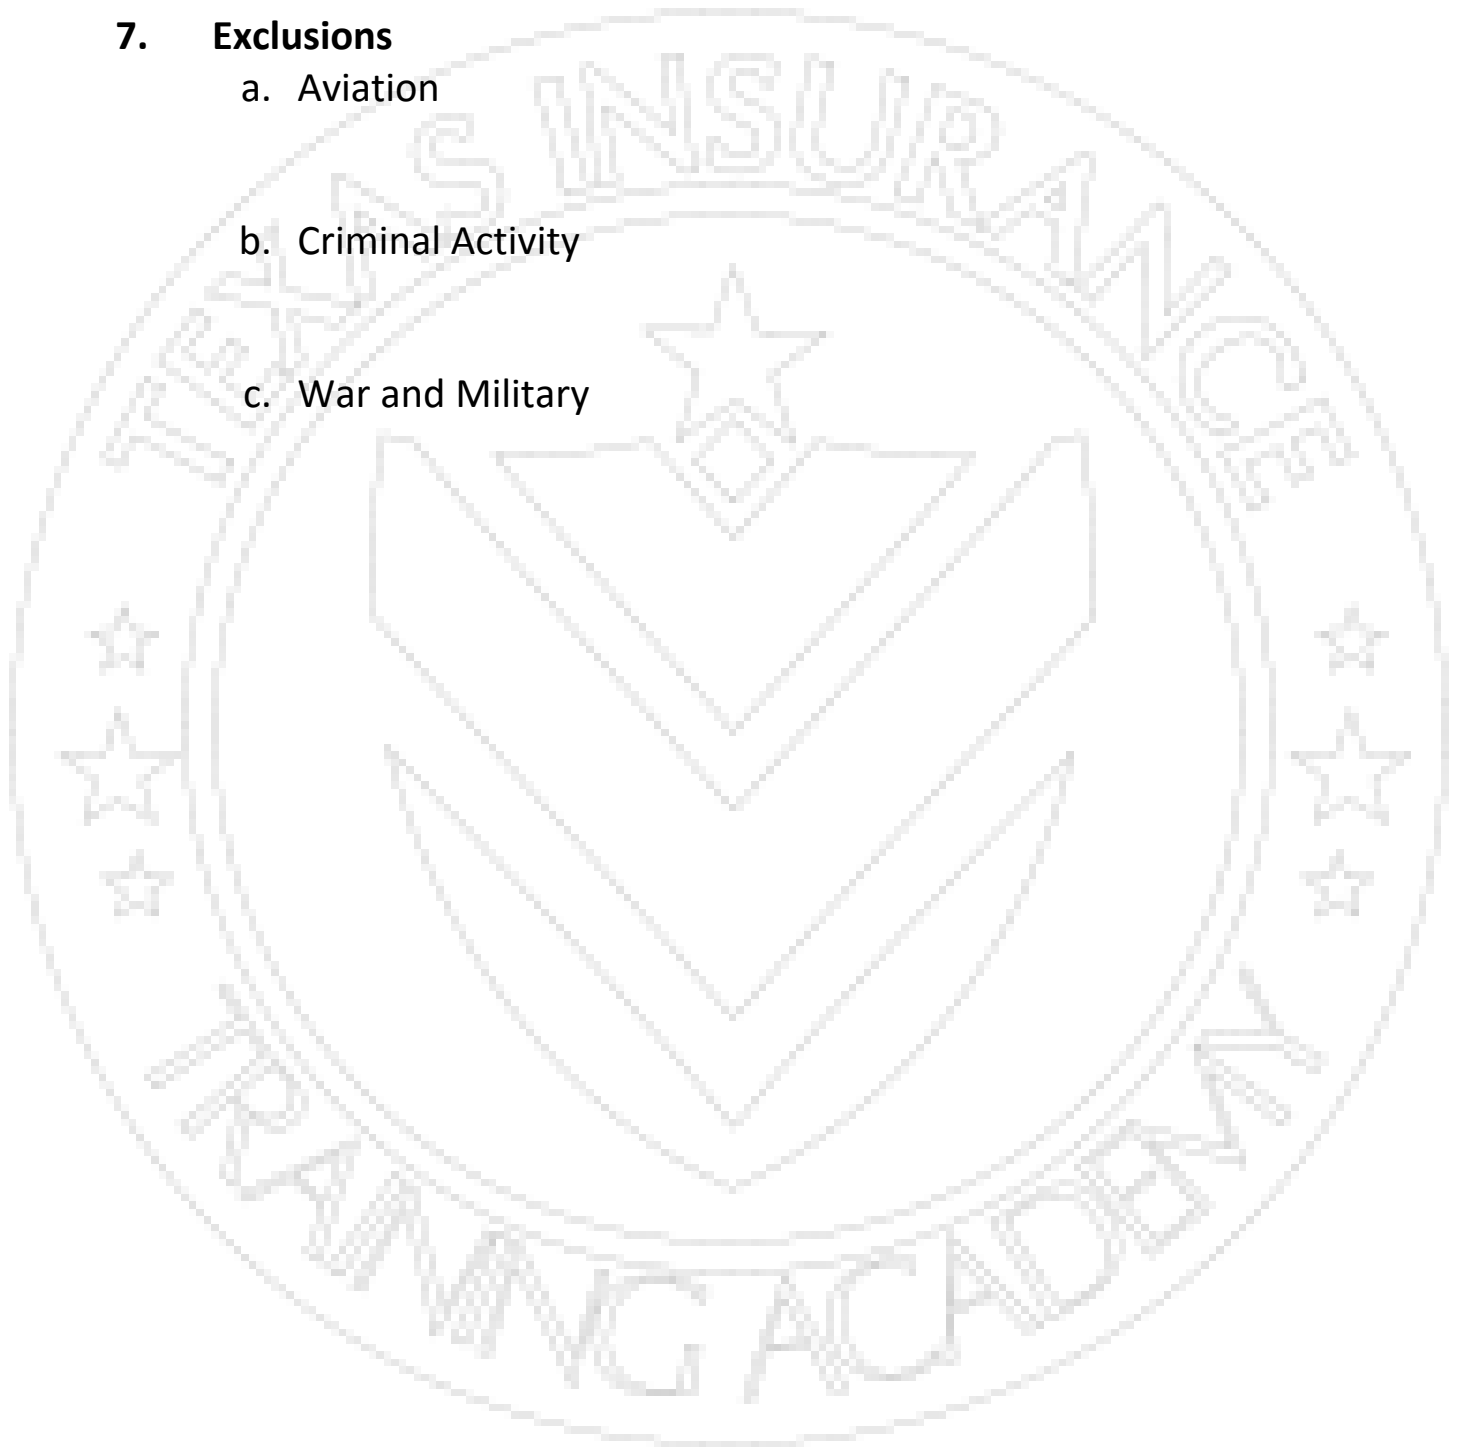 7. Exclusions
a. Aviation
b. Criminal Activity
c. War and Military
TEXAS INSURANCE
TRAINING ACADEMY